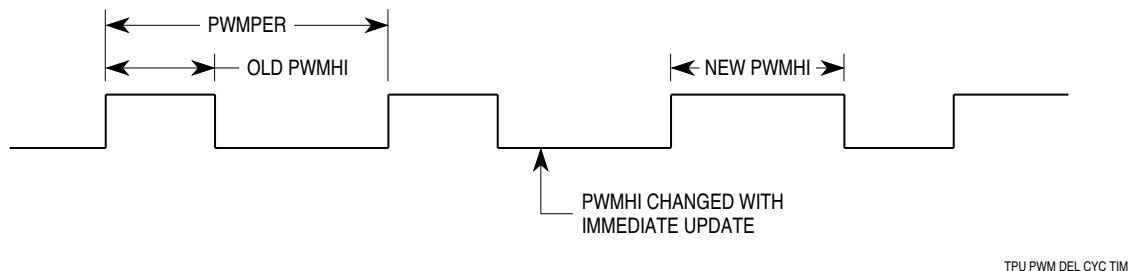 PWMPER
OLD PWMHI
NEW PWMHI
PWMHI CHANGED WITH
IMMEDIATE UPDATE
TPU PWM DEL CYC TIM